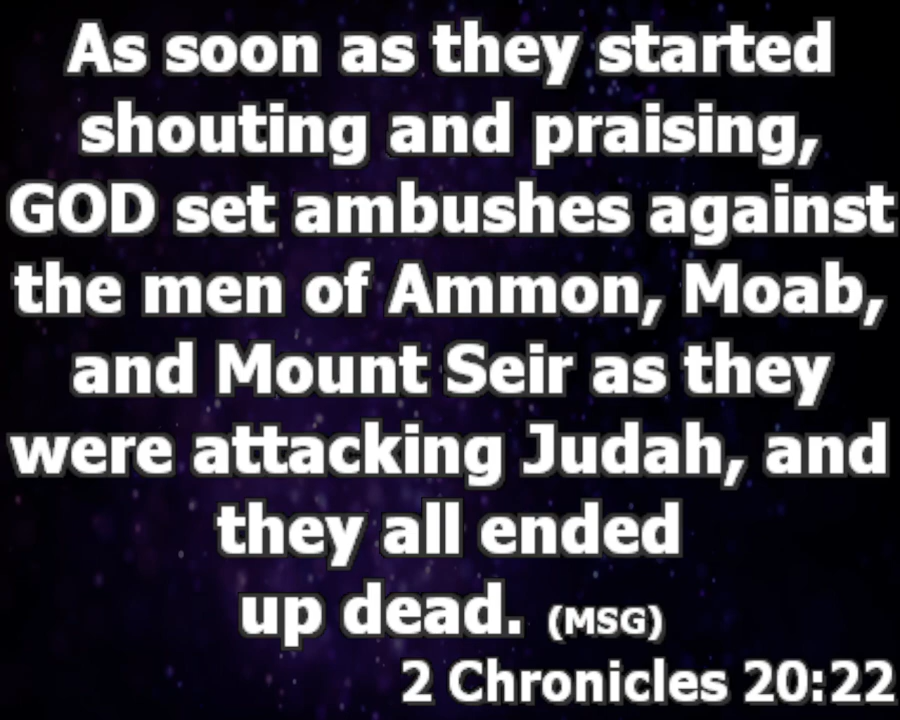 As soon as they started
shouting and praising,
GOD set ambushes against
the men of Ammon, Moab,
and Mount Seir as they
were attacking Judah, and
they all ended
up dead. (MSG)
2 Chronicles 20:22